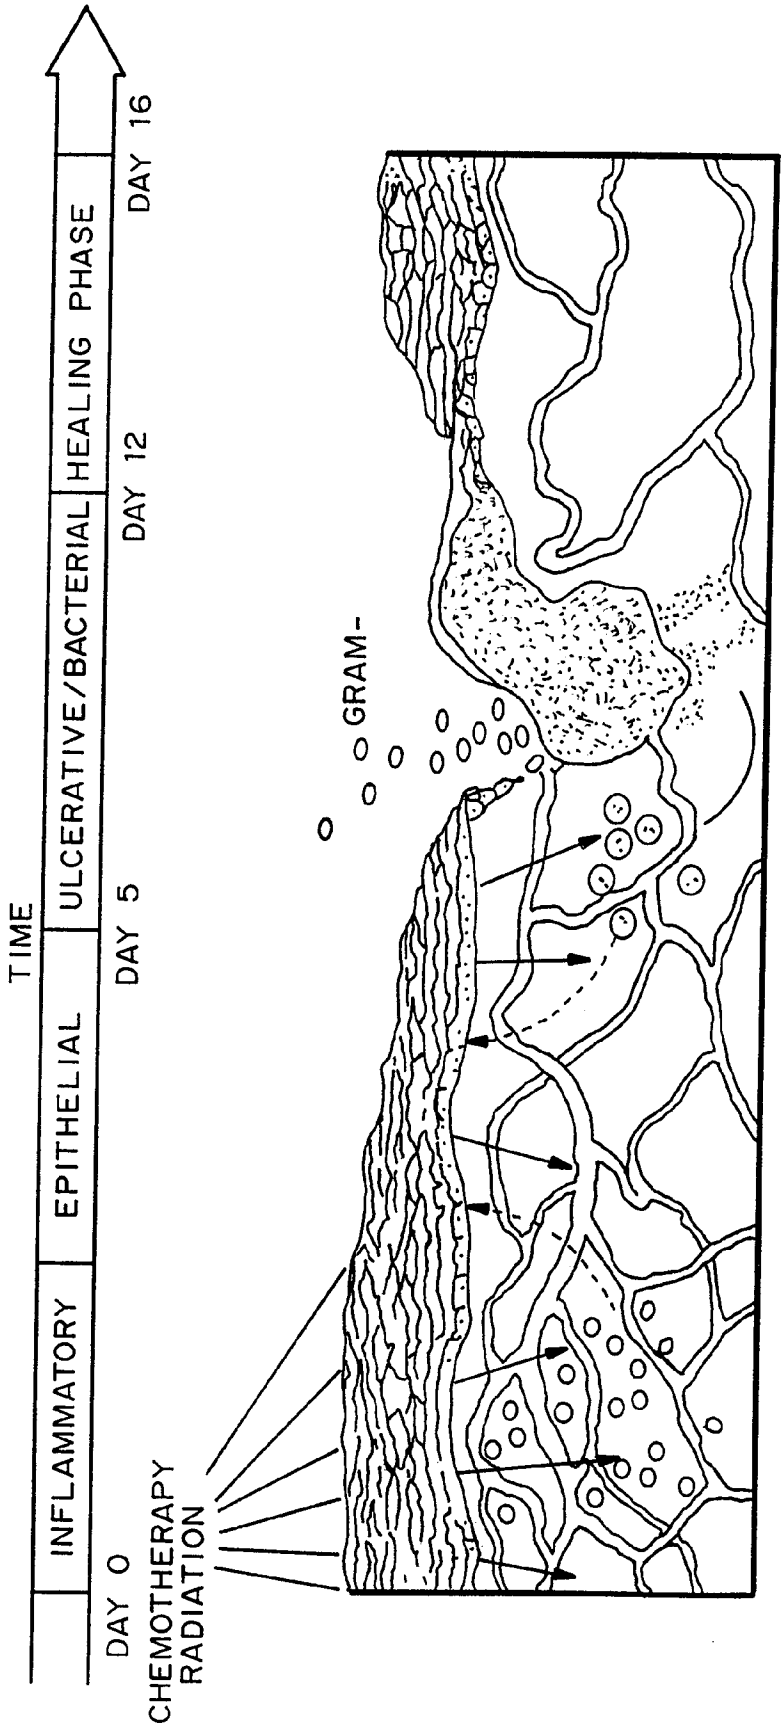 TIME
INFLAMMATORY
EPITHELIAL
ULCERATIVE/BACTERIAL
HEALING PHASE
DAY 0
DAY 5
DAY 12
DAY 16
CHEMOTHERAPY
RADIATION
GRAM-